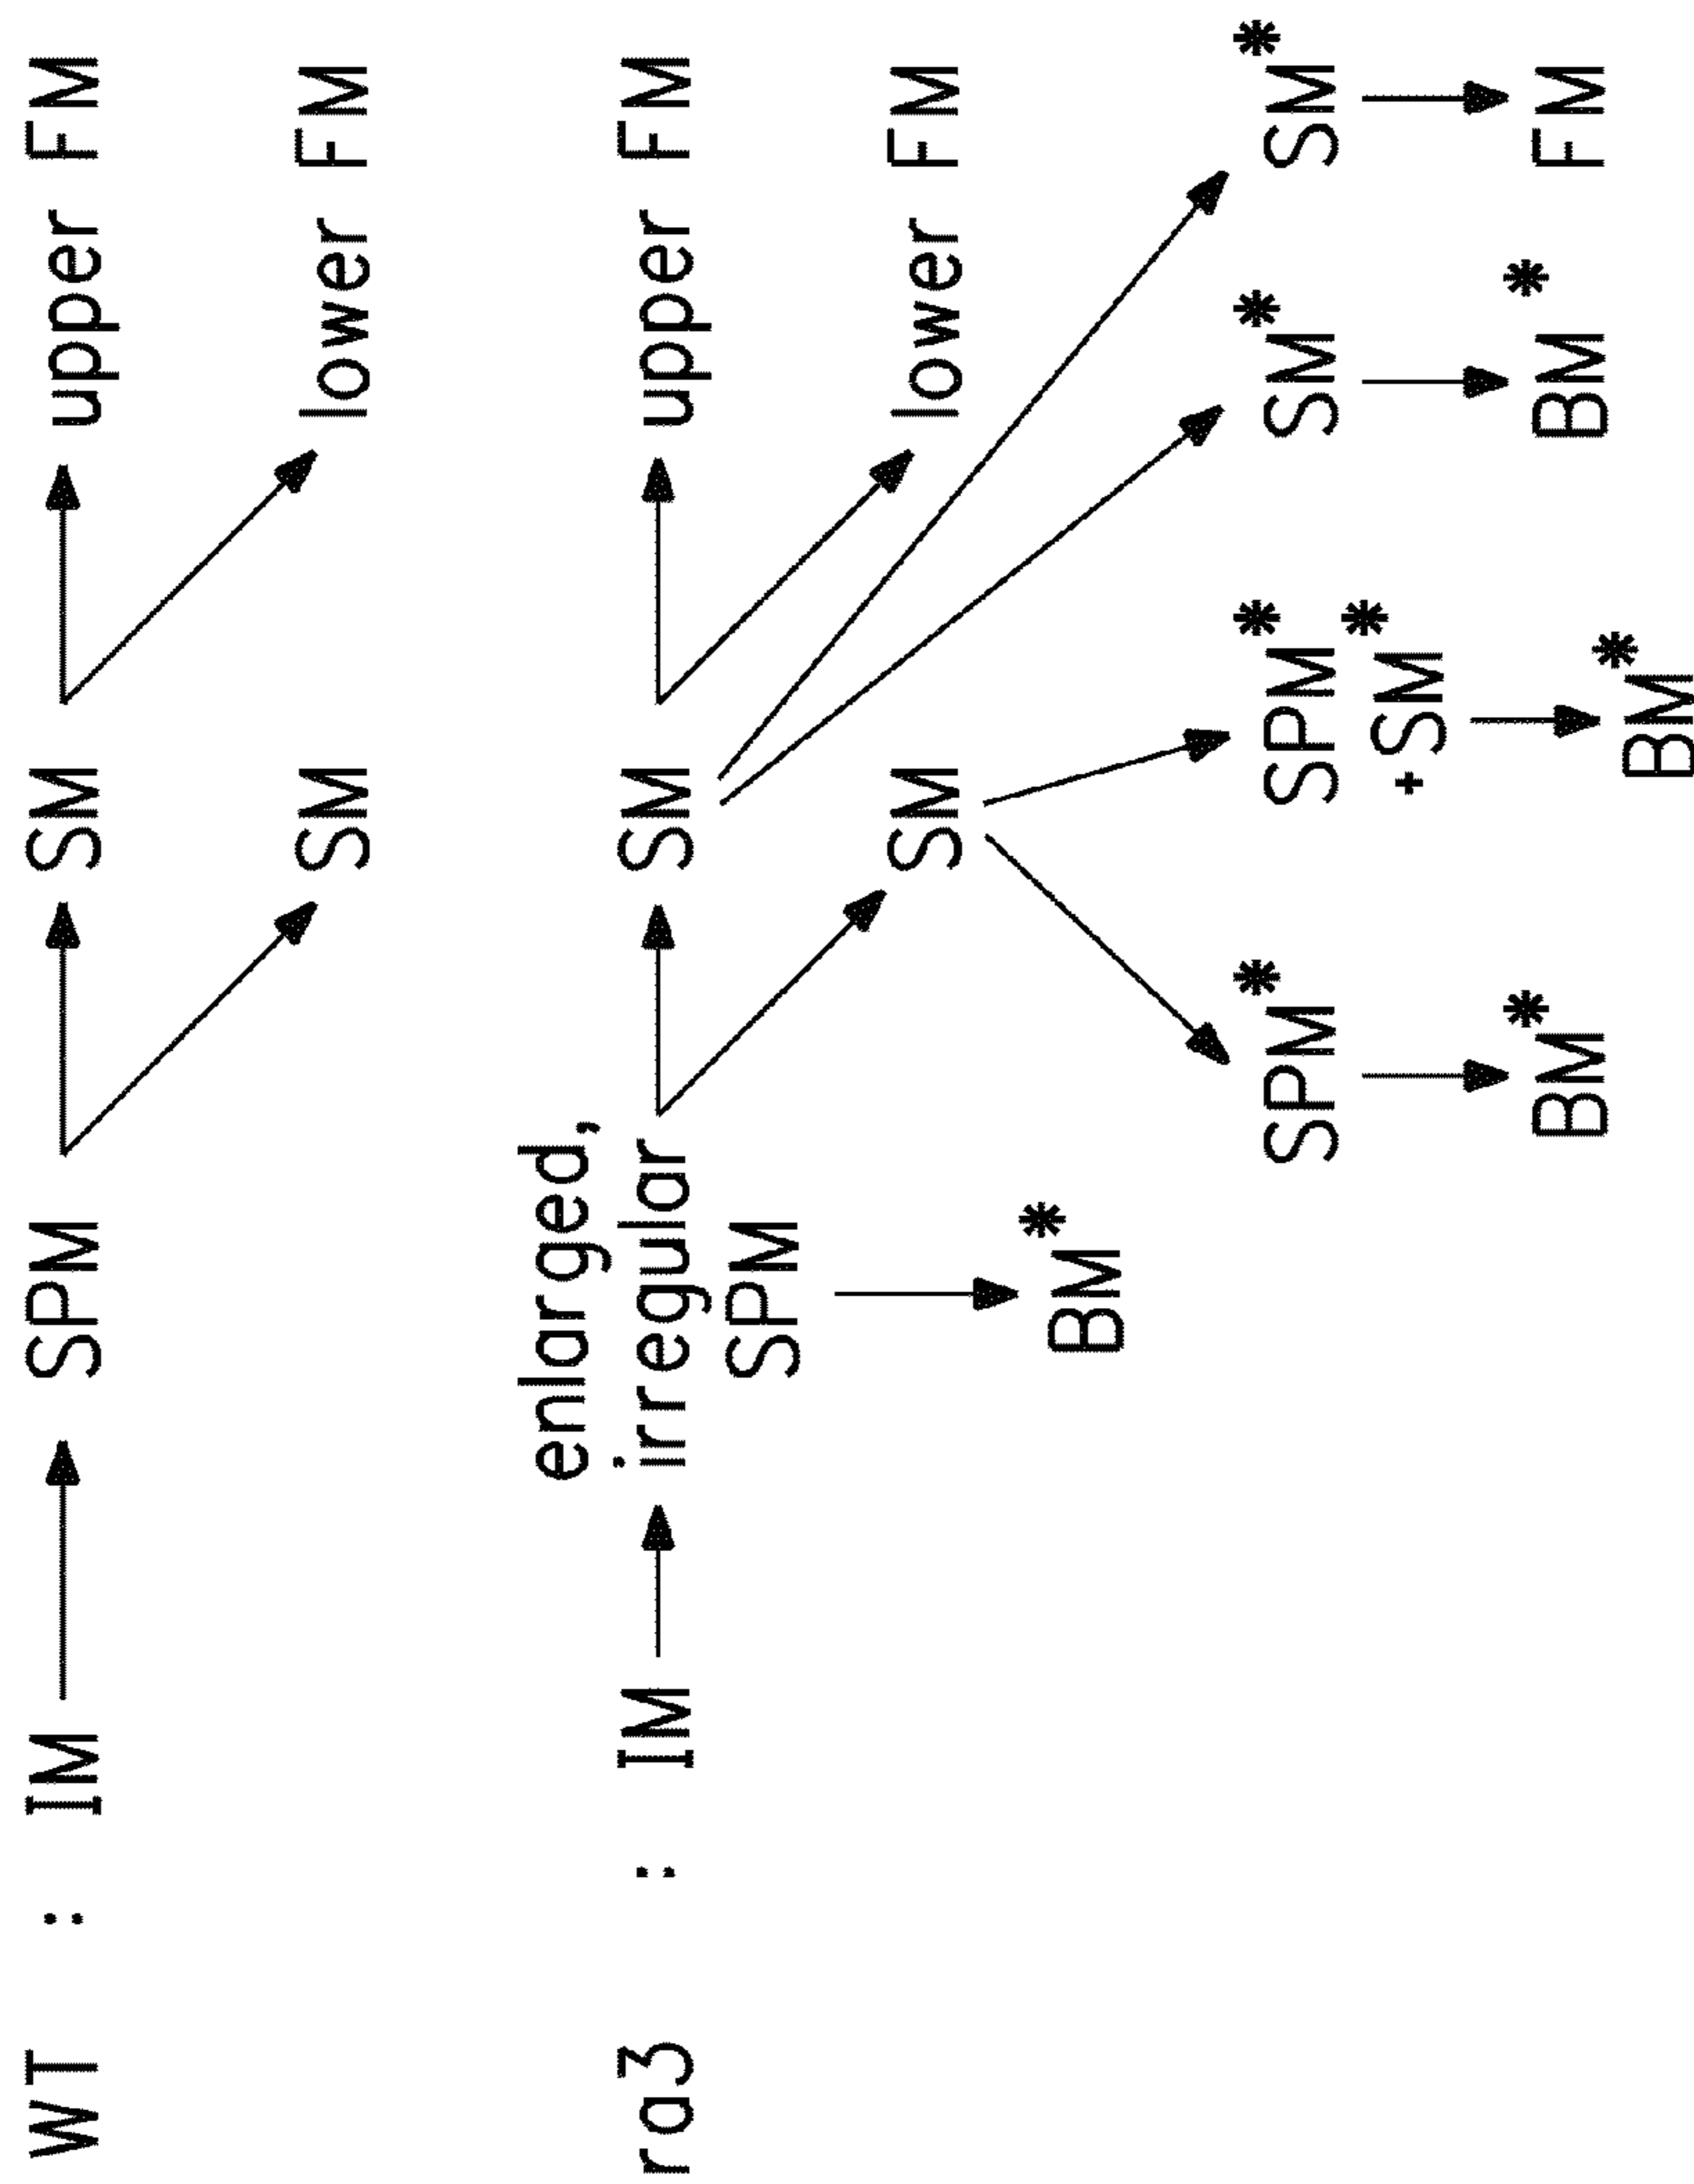 WT : IM SPM SM upper FM
SM lower FM
enlarged,
ra3 : IM irregular SM upper FM
SPM
SM lower FM
BM*
SPM* SPM* SM* SM*
+SM*
BM* BM* FM
BM*